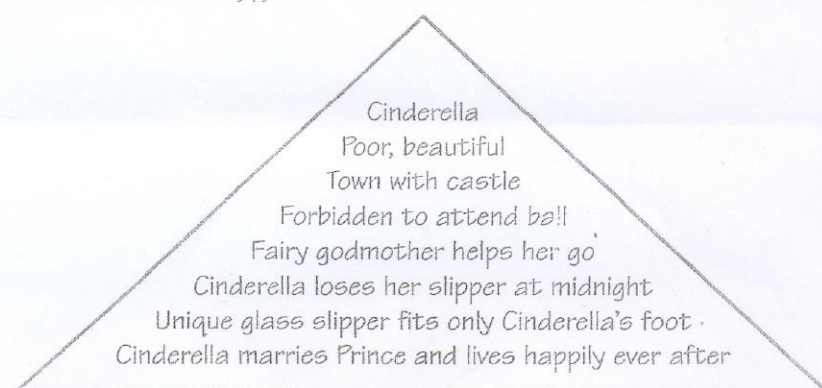 Cinderella
Poor, beautiful
Town with castle
Forbidden to attend ball
Fairy godmother helps her go
Cinderella loses her slipper at midnight
Unique glass slipper fits only Cinderella's foot
Cinderella marries Prince and lives happily ever after